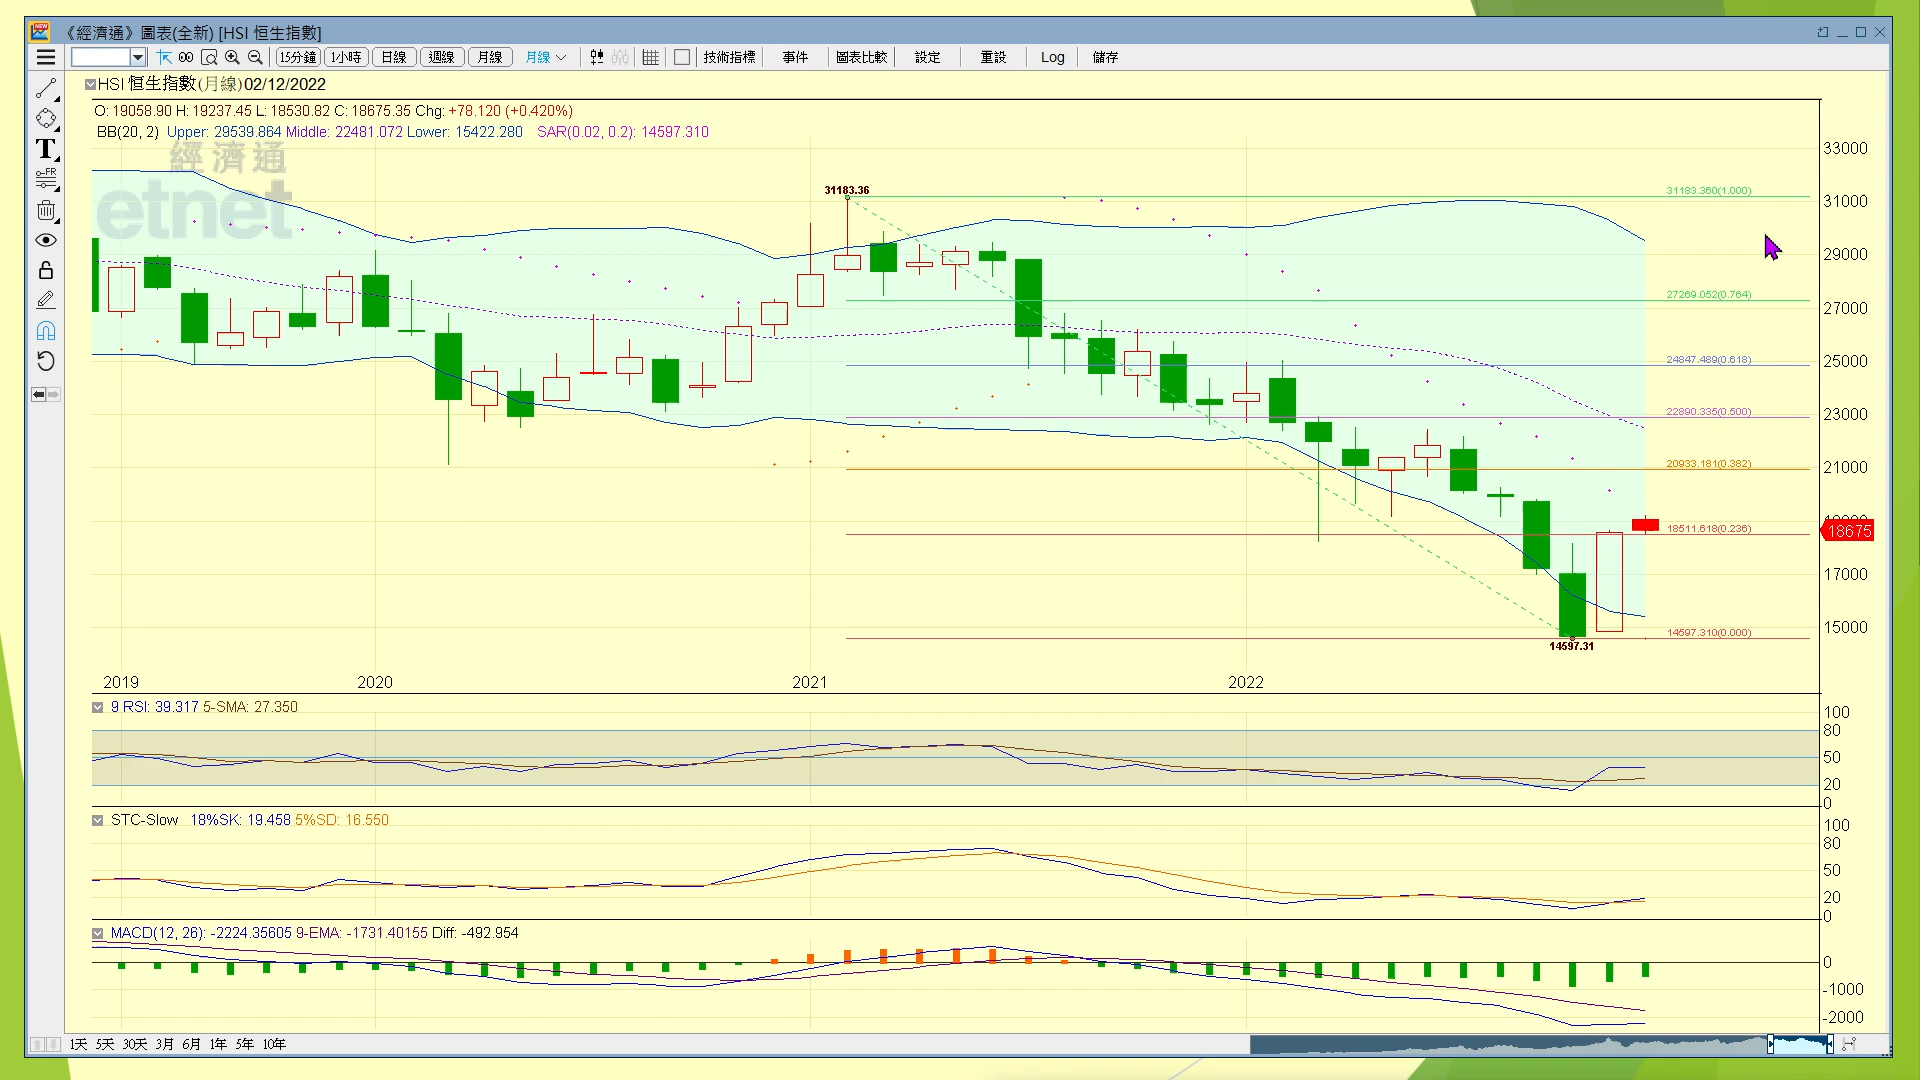 《經濟通》圖表(全新) [HSI 恒生指數]
15分鐘 1小時 日線 週線 月線 月線 技術指標 事件 圖表比較 設定 重設 Log 儲存
HSI 恒生指數(月線)02/12/2022
O: 19058.90 H: 19237.45 L: 18530.82 C: 18675.35 Chg: +78.120 (+0.420%)
BB(20, 2) Upper: 29539.864 Middle: 22481.072 Lower: 15422.280 SAR(0.02, 0.2): 14597.310
經濟通
etnet
T
FR
33000
31183.36
31183.360(1.000)
31000
29000
27269.052(0.764)
27000
24847.489(0.618)
25000
22890.335(0.500)
23000
20933.181(0.382)
21000
18511.618(0.236)
18675
17000
14597.310(0.000)
15000
14597.31
2019 2020 2021 2022
9 RSI: 39.317 5-SMA: 27.350
100
80
50
20
0
STC-Slow 18%SK: 19.458 5%SD: 16.550
100
80
50
20
0
MACD(12, 26): -2224.35605 9-EMA: -1731.40155 Diff: -492.954
0
-1000
-2000
1天 5天 30天 3月 6月 1年 5年 10年